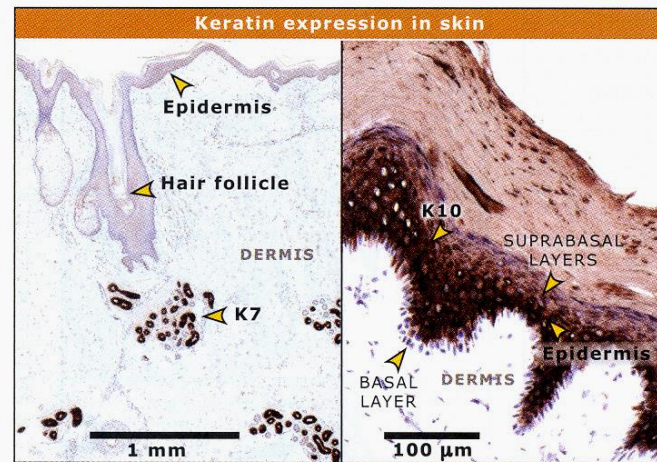 Keratin expression in skin
Epidermis
Hair follicle
DERMIS
K7
1 mm
K10
SUPRABASAL
LAYERS
Epidermis
BASAL
LAYER
DERMIS
100 µm